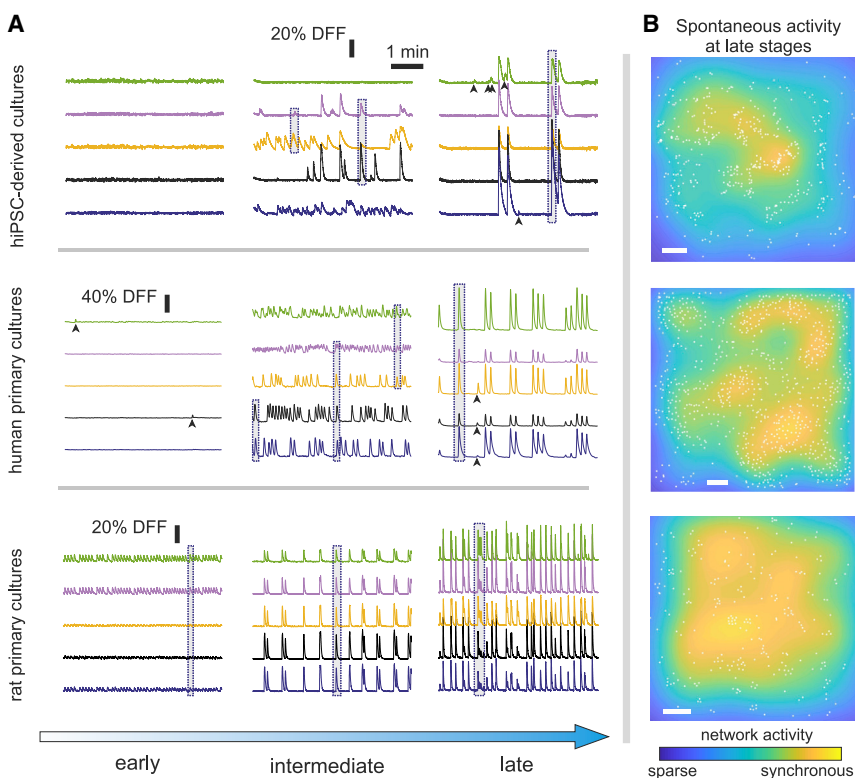 A
20% DFF
1 min
hiPSC-derived cultures
40% DFF
human primary cultures
20% DFF
rat primary cultures
early
intermediate
late
B
Spontaneous activity
at late stages
network activity
sparse
synchronous